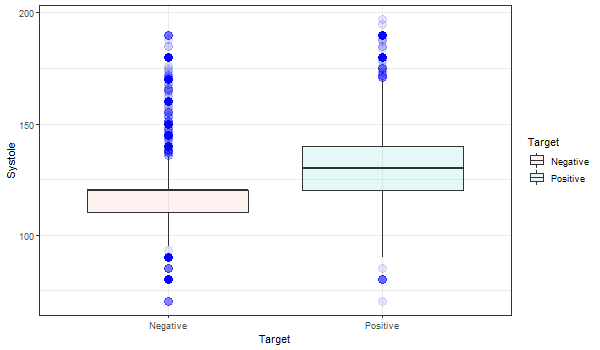 200
150
100
Systole
Negative
Positive
Target
Target
Negative
Positive